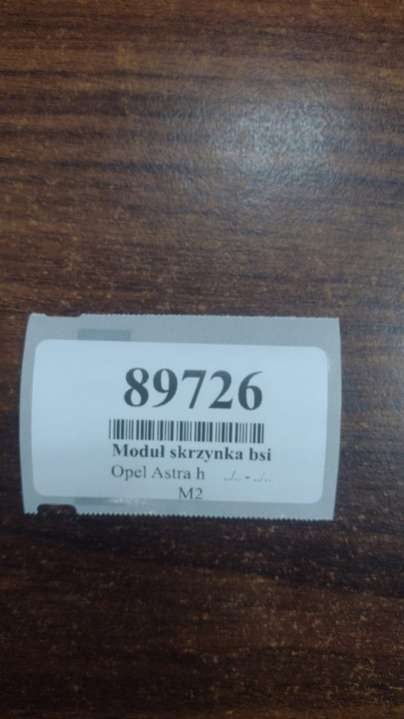 89726
Moduł skrzynka bsi
Opel Astra h ../.. - ../..
M2